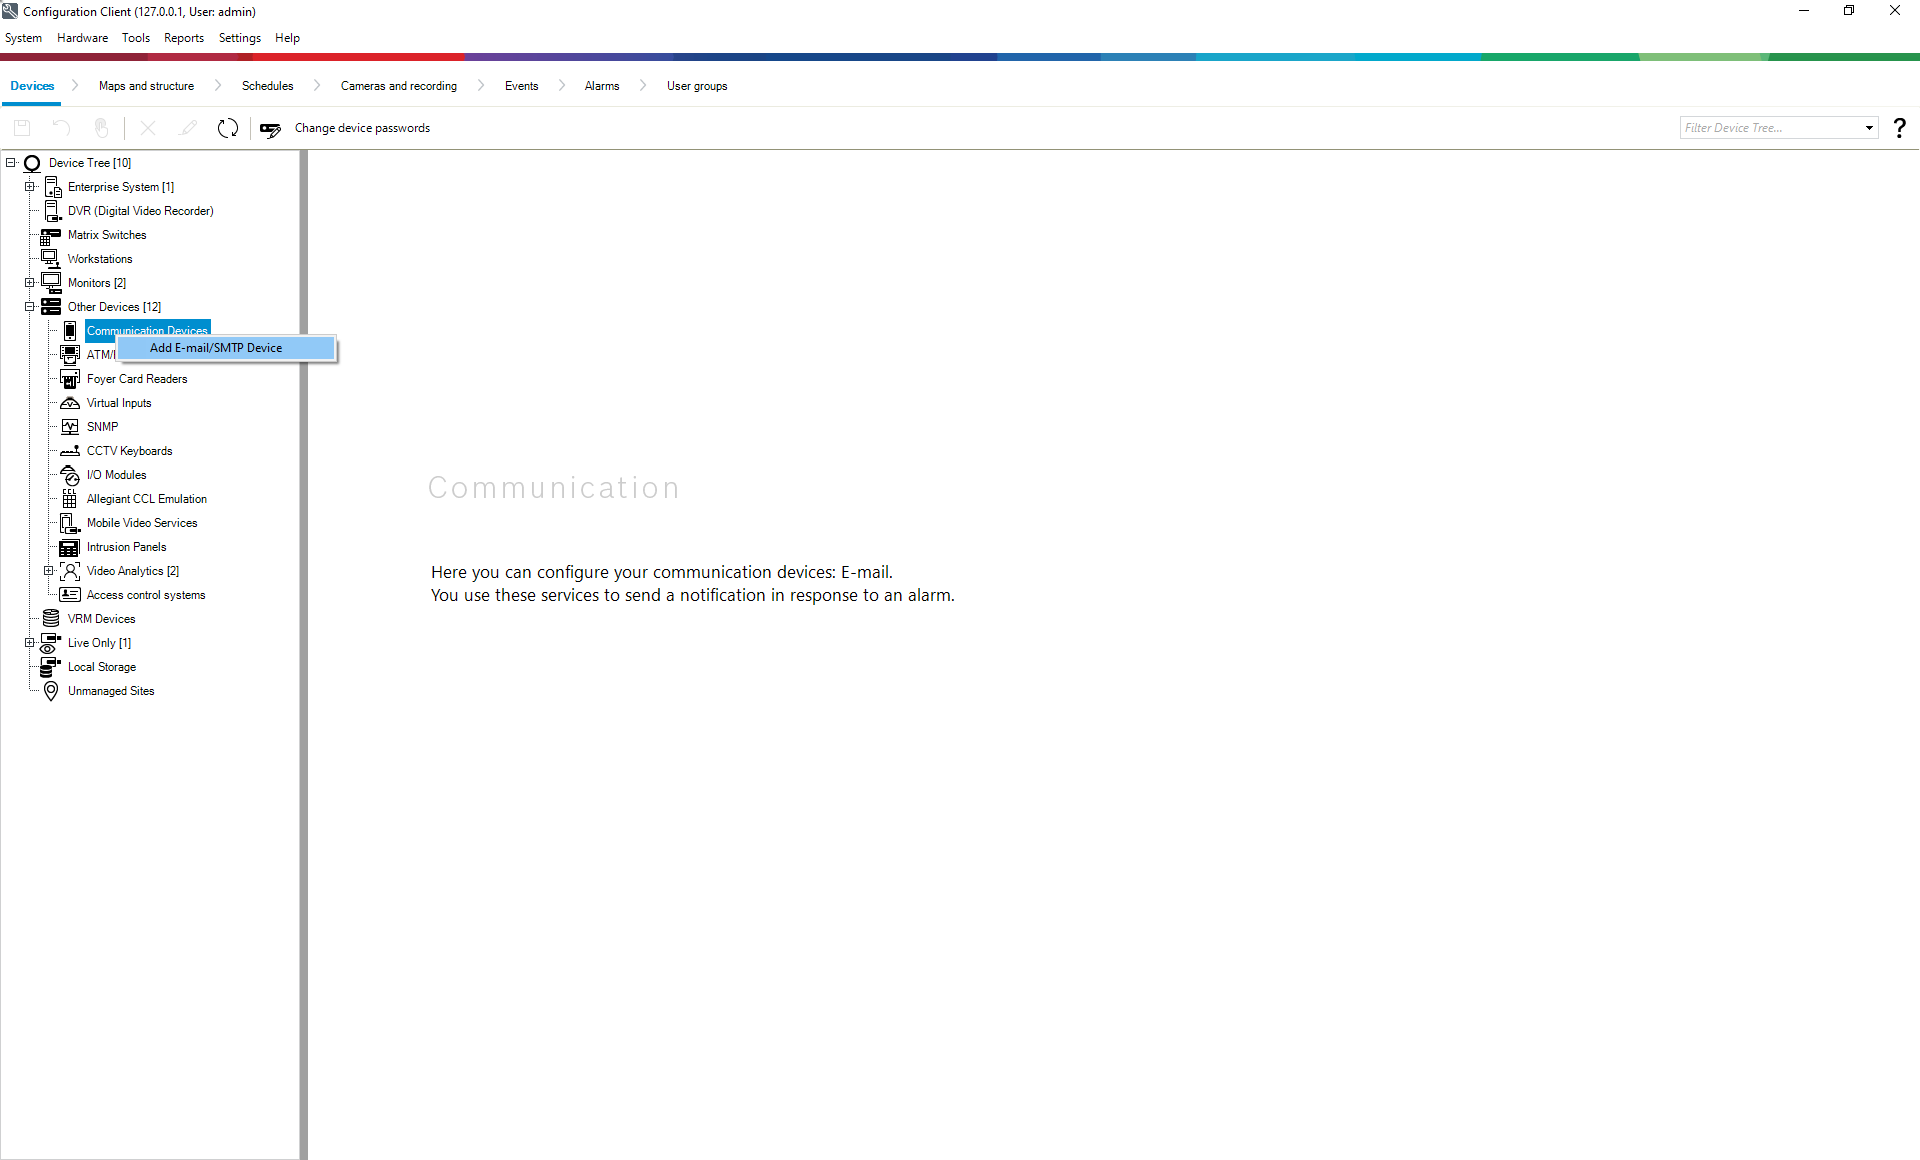 Configuration Client (127.0.0.1, User: admin)
System Hardware Tools Reports Settings Help
Devices Maps and structure Schedules Cameras and recording Events Alarms User groups
Change device passwords
Filter Device Tree... ?
Device Tree [10]
Enterprise System [1]
DVR (Digital Video Recorder)
Matrix Switches
Workstations
Monitors [2]
Other Devices [12]
Communication Devices
Add E-mail/SMTP Device
ATM/
Foyer Card Readers
Virtual Inputs
SNMP
CCTV Keyboards
I/O Modules
CCL
Allegiant CCL Emulation
Mobile Video Services
Intrusion Panels
Video Analytics [2]
Access control systems
VRM Devices
Live Only [1]
Local Storage
Unmanaged Sites
Communication
Here you can configure your communication devices: E-mail.
You use these services to send a notification in response to an alarm.